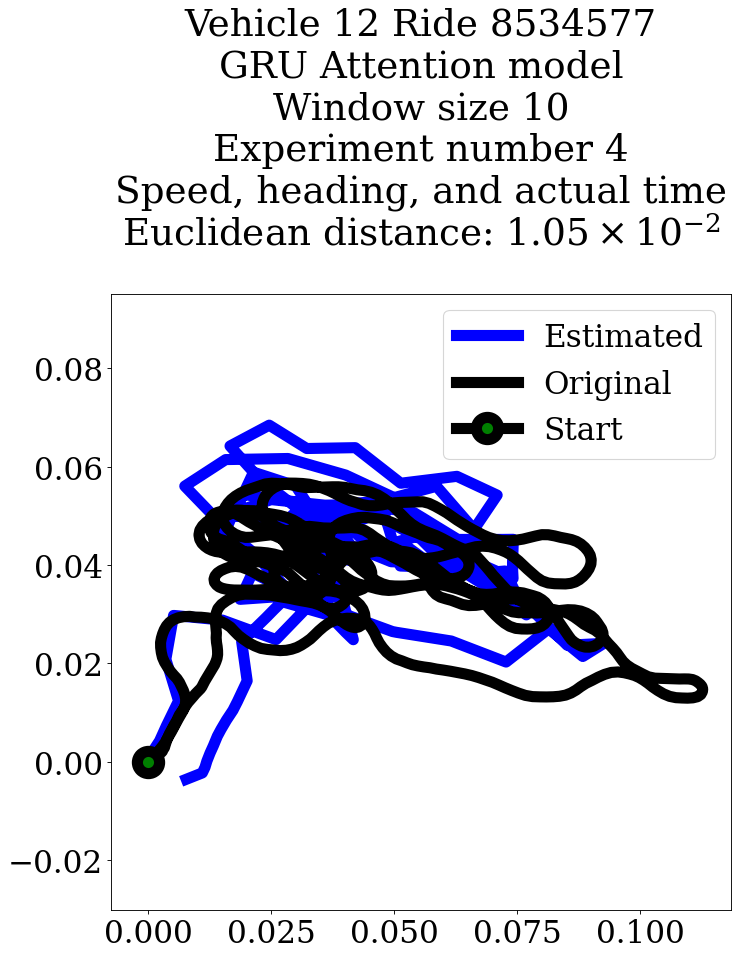 Vehicle 12 Ride 8534577
GRU Attention model
Window size 10
Experiment number 4
Speed, heading, and actual time
Euclidean distance: 1.05 × 10⁻²
Estimated
Original
Start
0.08
0.06
0.04
0.02
0.00
−0.02
0.000 0.025 0.050 0.075 0.100